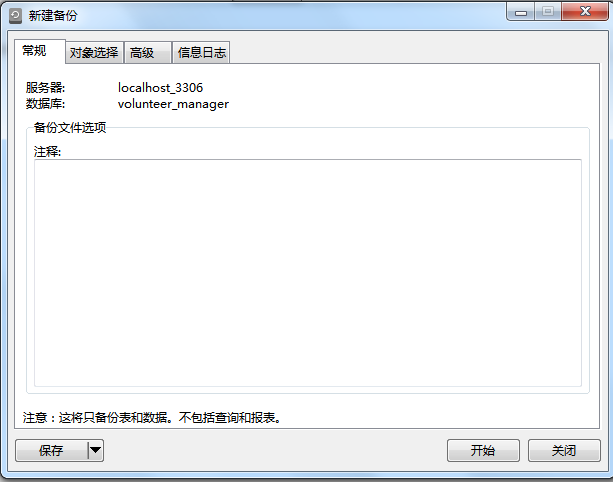 新建备份
常规 对象选择 高级 信息日志
服务器: localhost_3306
数据库: volunteer_manager
备份文件选项
注释:
注意：这将只备份表和数据。不包括查询和报表。
保存 开始 关闭